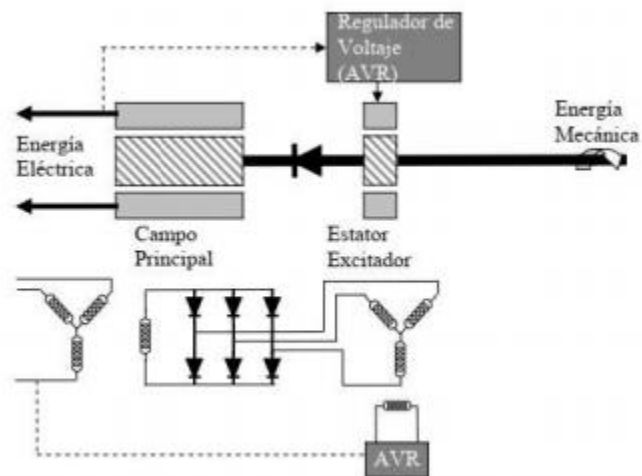 Regulador de
Voltaje
(AVR)
Energía
Mecánica
Energía
Eléctrica
Campo
Principal
Estator
Excitador
AVR